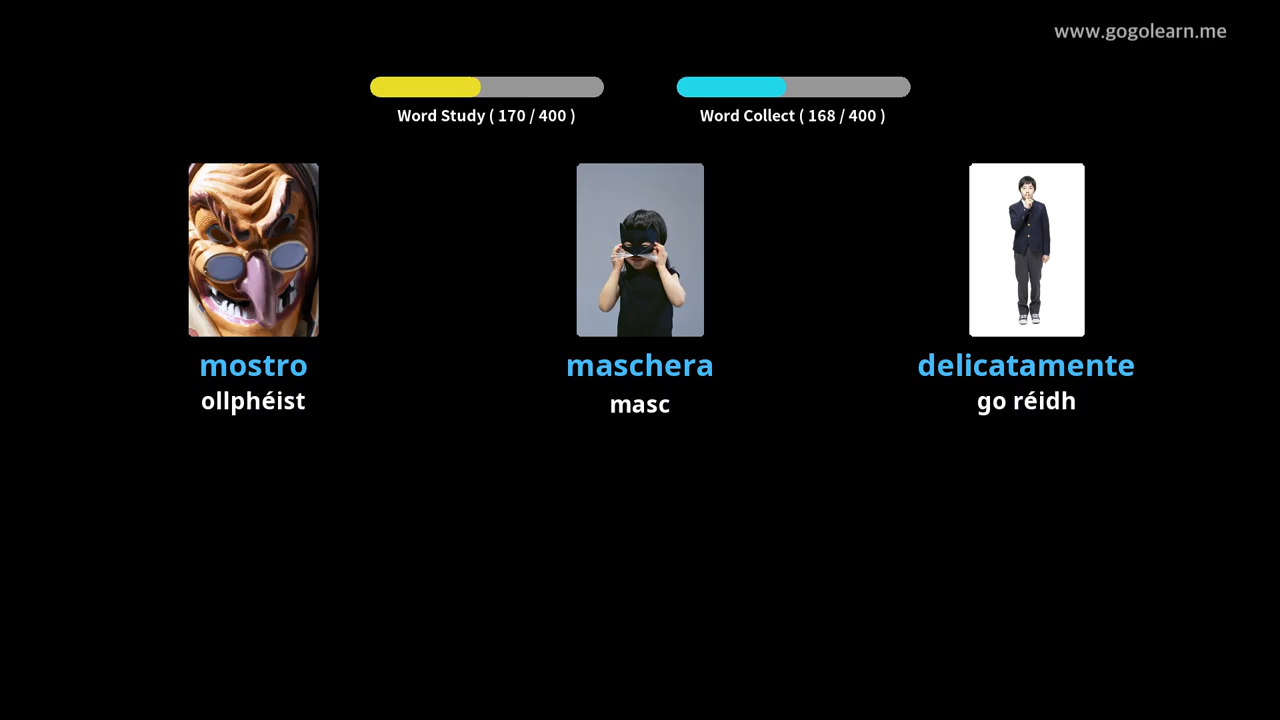 www.gogolearn.me
Word Study ( 170 / 400 )
Word Collect ( 168 / 400 )
mostro
ollphéist
maschera
masc
delicatamente
go réidh